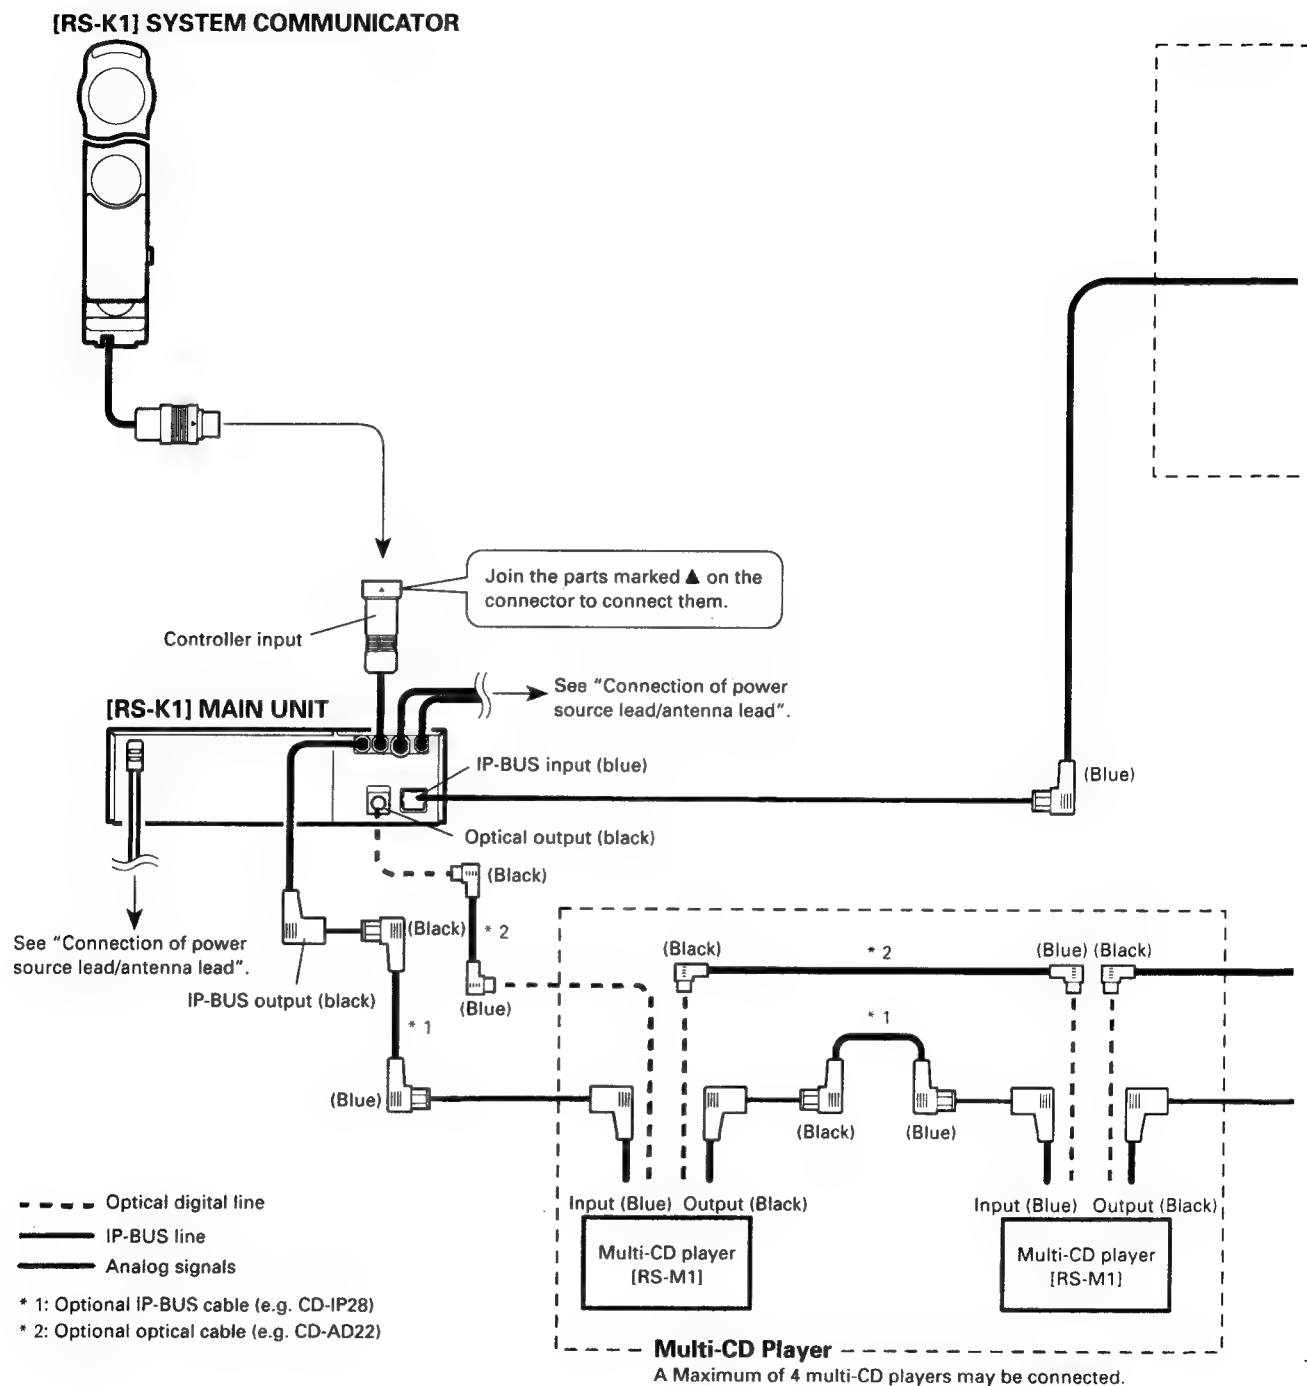 [RS-K1] SYSTEM COMMUNICATOR
Join the parts marked ▲ on the
connector to connect them.
Controller input
See “Connection of power
source lead/antenna lead”.
[RS-K1] MAIN UNIT
IP-BUS input (blue)
(Blue)
Optical output (black)
(Black)
See “Connection of power
source lead/antenna lead”.
(Black)
* 2
IP-BUS output (black)
(Blue)
* 1
(Blue)
(Black)
* 2
(Blue) (Black)
* 1
(Black)
(Blue)
Input (Blue) Output (Black)
Input (Blue) Output (Black)
Multi-CD player
[RS-M1]
Multi-CD player
[RS-M1]
Optical digital line
IP-BUS line
Analog signals
* 1: Optional IP-BUS cable (e.g. CD-IP28)
* 2: Optional optical cable (e.g. CD-AD22)
Multi-CD Player
A Maximum of 4 multi-CD players may be connected.